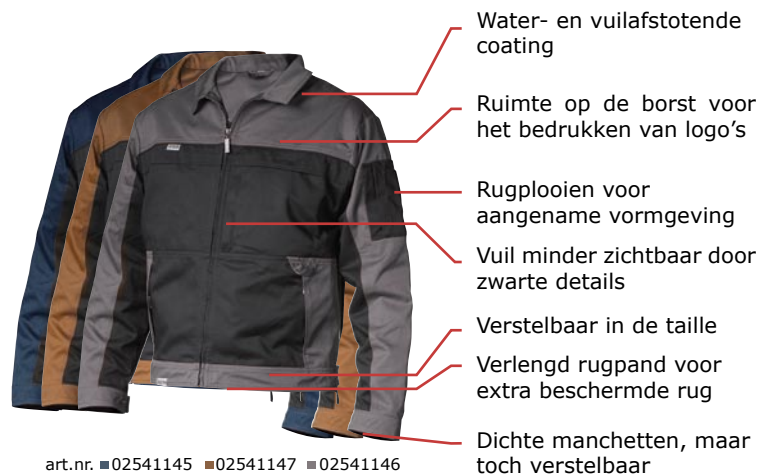 Water- en vuilafstotende
coating
Ruimte op de borst voor
het bedrukken van logo's
Rugplooien voor
aangename vormgeving
Vuil minder zichtbaar door
zwarte details
Verstelbaar in de taille
Verlengd rugpand voor
extra beschermde rug
Dichte manchetten, maar
toch verstelbaar
art.nr. 02541145 02541147 02541146